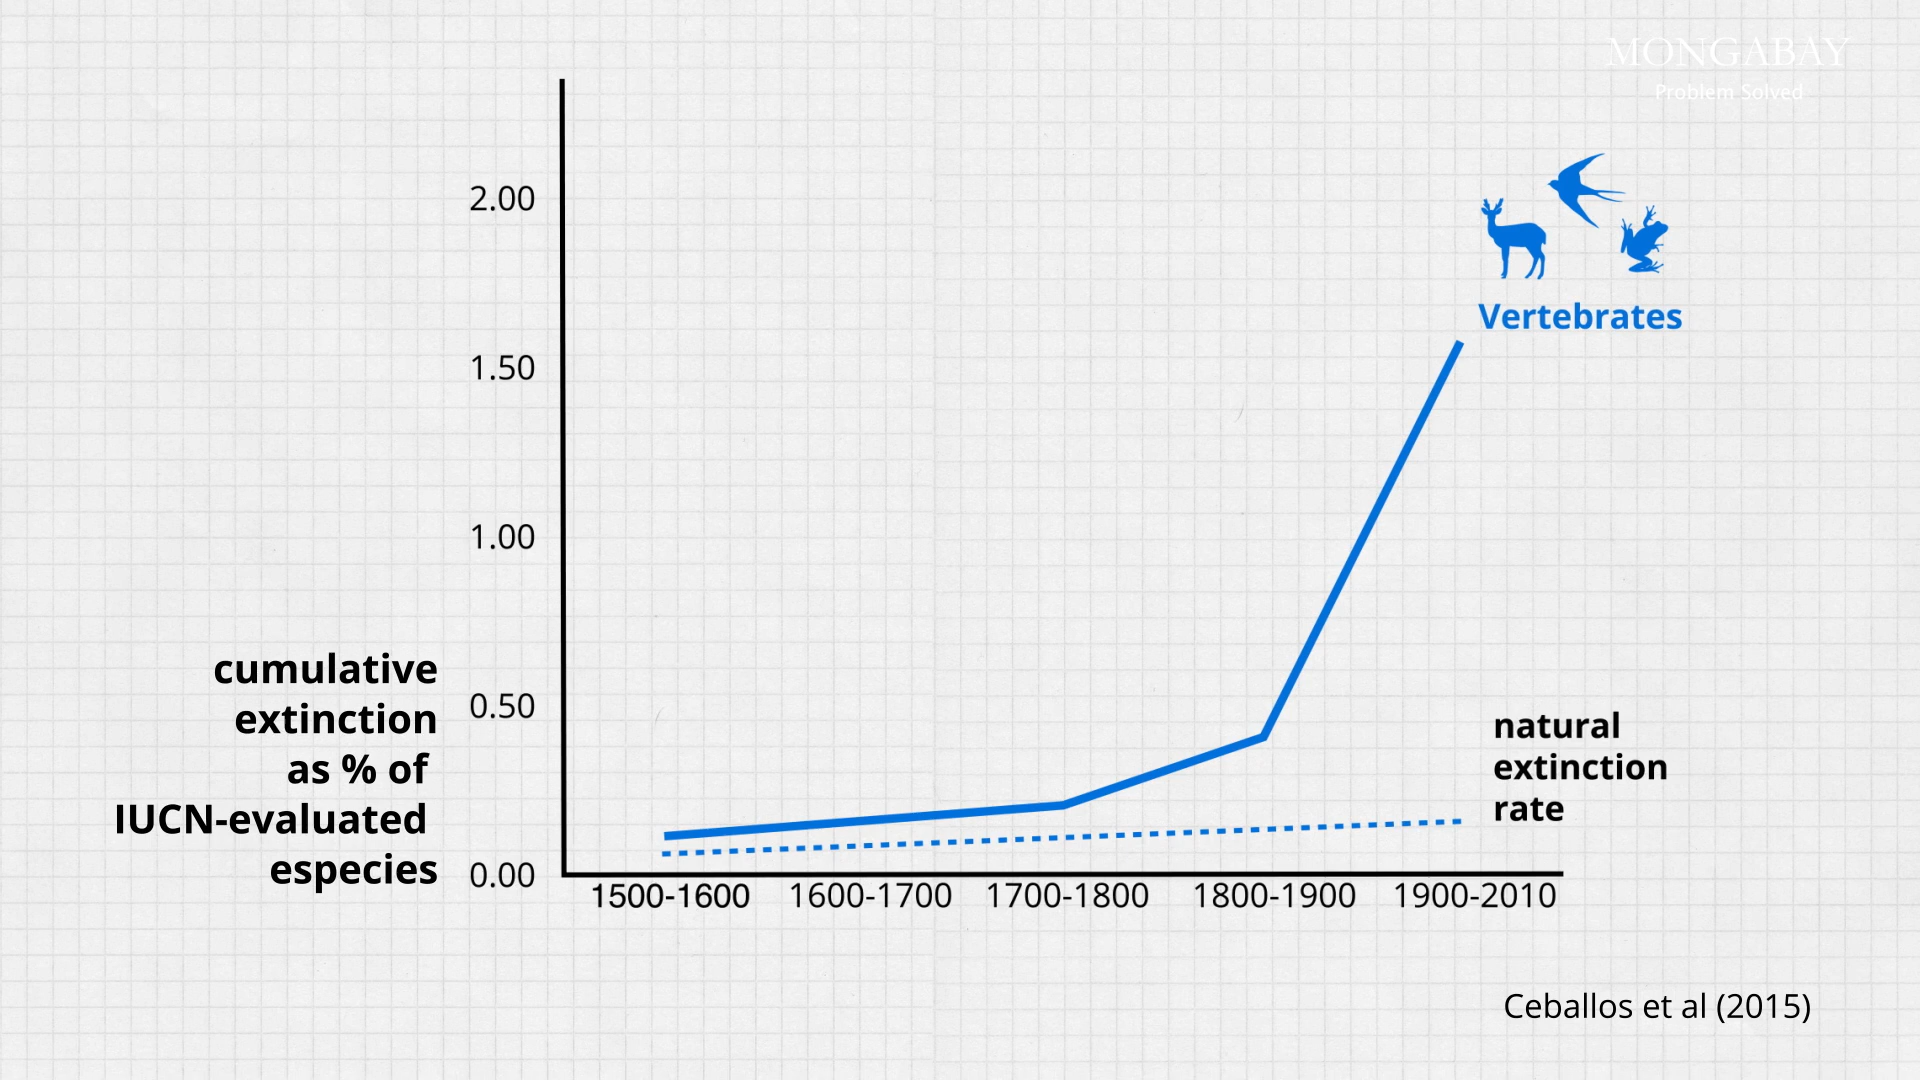 MONGABAY
Problem Solved
2.00
1.50
1.00
0.50
0.00
cumulative
extinction
as % of
IUCN-evaluated
especies
Vertebrates
natural
extinction
rate
1500-1600 1600-1700 1700-1800 1800-1900 1900-2010
Ceballos et al (2015)